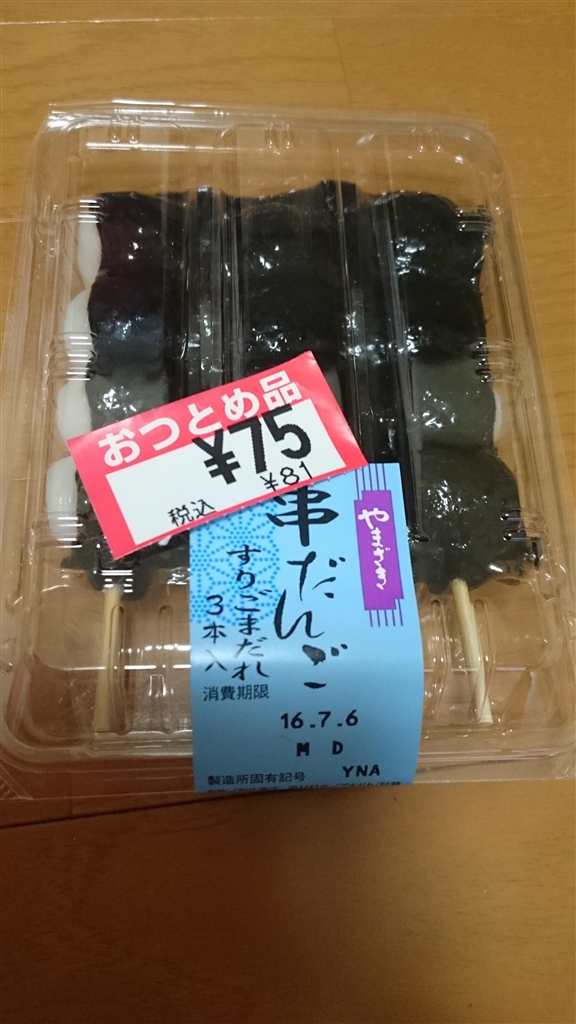 おつとめ品
¥75
税込 ¥81
やまざき
串だんご
すりごまだれ
3本入
消費期限
16.7.6
M D
製造所固有記号 YNA